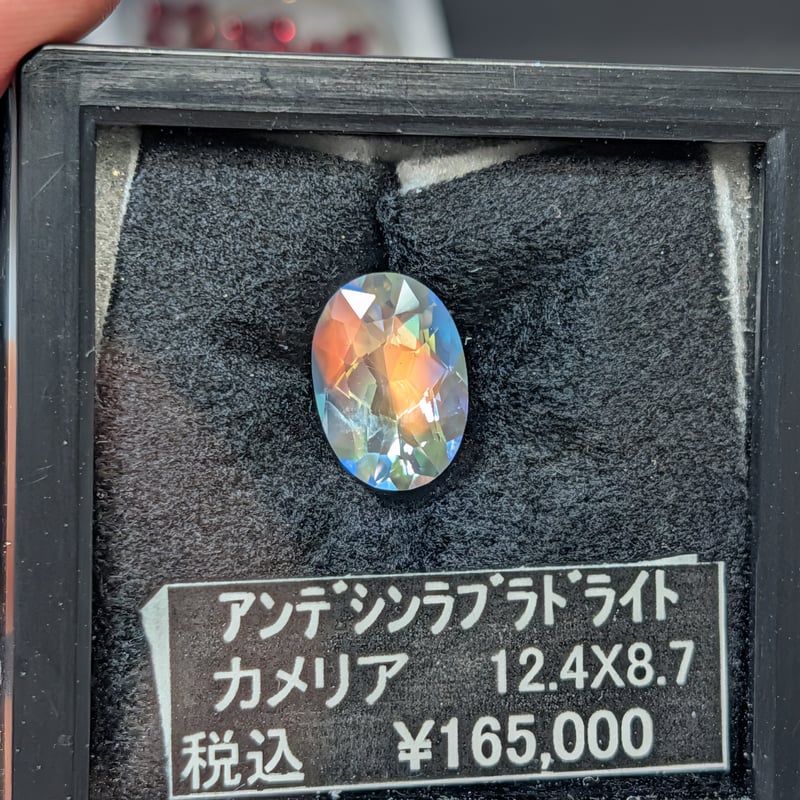 アンデシンラブラドライト
カメリア 12.4X8.7
税込 ¥165,000